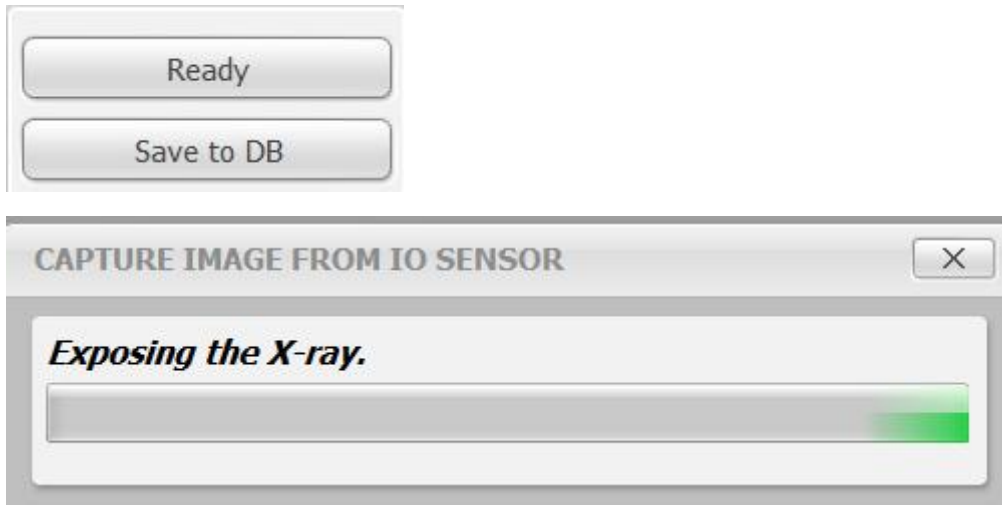 Ready
Save to DB
CAPTURE IMAGE FROM IO SENSOR
Exposing the X-ray.